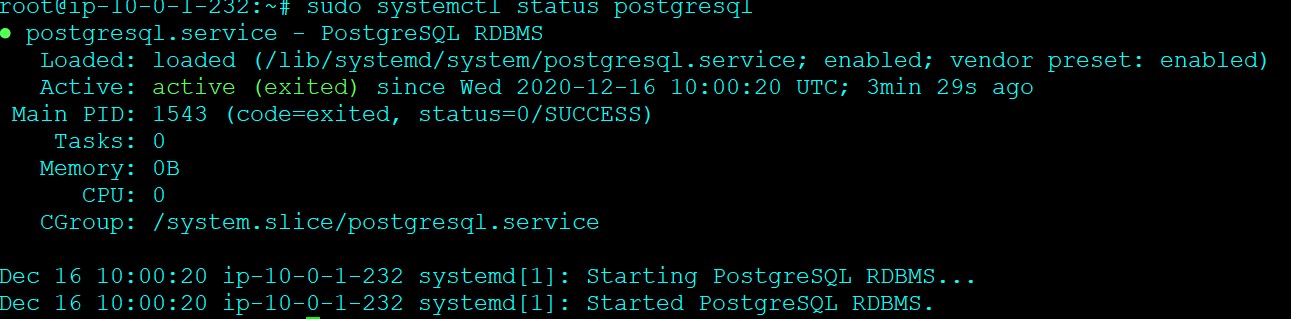 root@ip-10-0-1-232:~# sudo systemctl status postgresql
● postgresql.service - PostgreSQL RDBMS
   Loaded: loaded (/lib/systemd/system/postgresql.service; enabled; vendor preset: enabled)
   Active: active (exited) since Wed 2020-12-16 10:00:20 UTC; 3min 29s ago
 Main PID: 1543 (code=exited, status=0/SUCCESS)
    Tasks: 0
   Memory: 0B
      CPU: 0
   CGroup: /system.slice/postgresql.service

Dec 16 10:00:20 ip-10-0-1-232 systemd[1]: Starting PostgreSQL RDBMS...
Dec 16 10:00:20 ip-10-0-1-232 systemd[1]: Started PostgreSQL RDBMS.